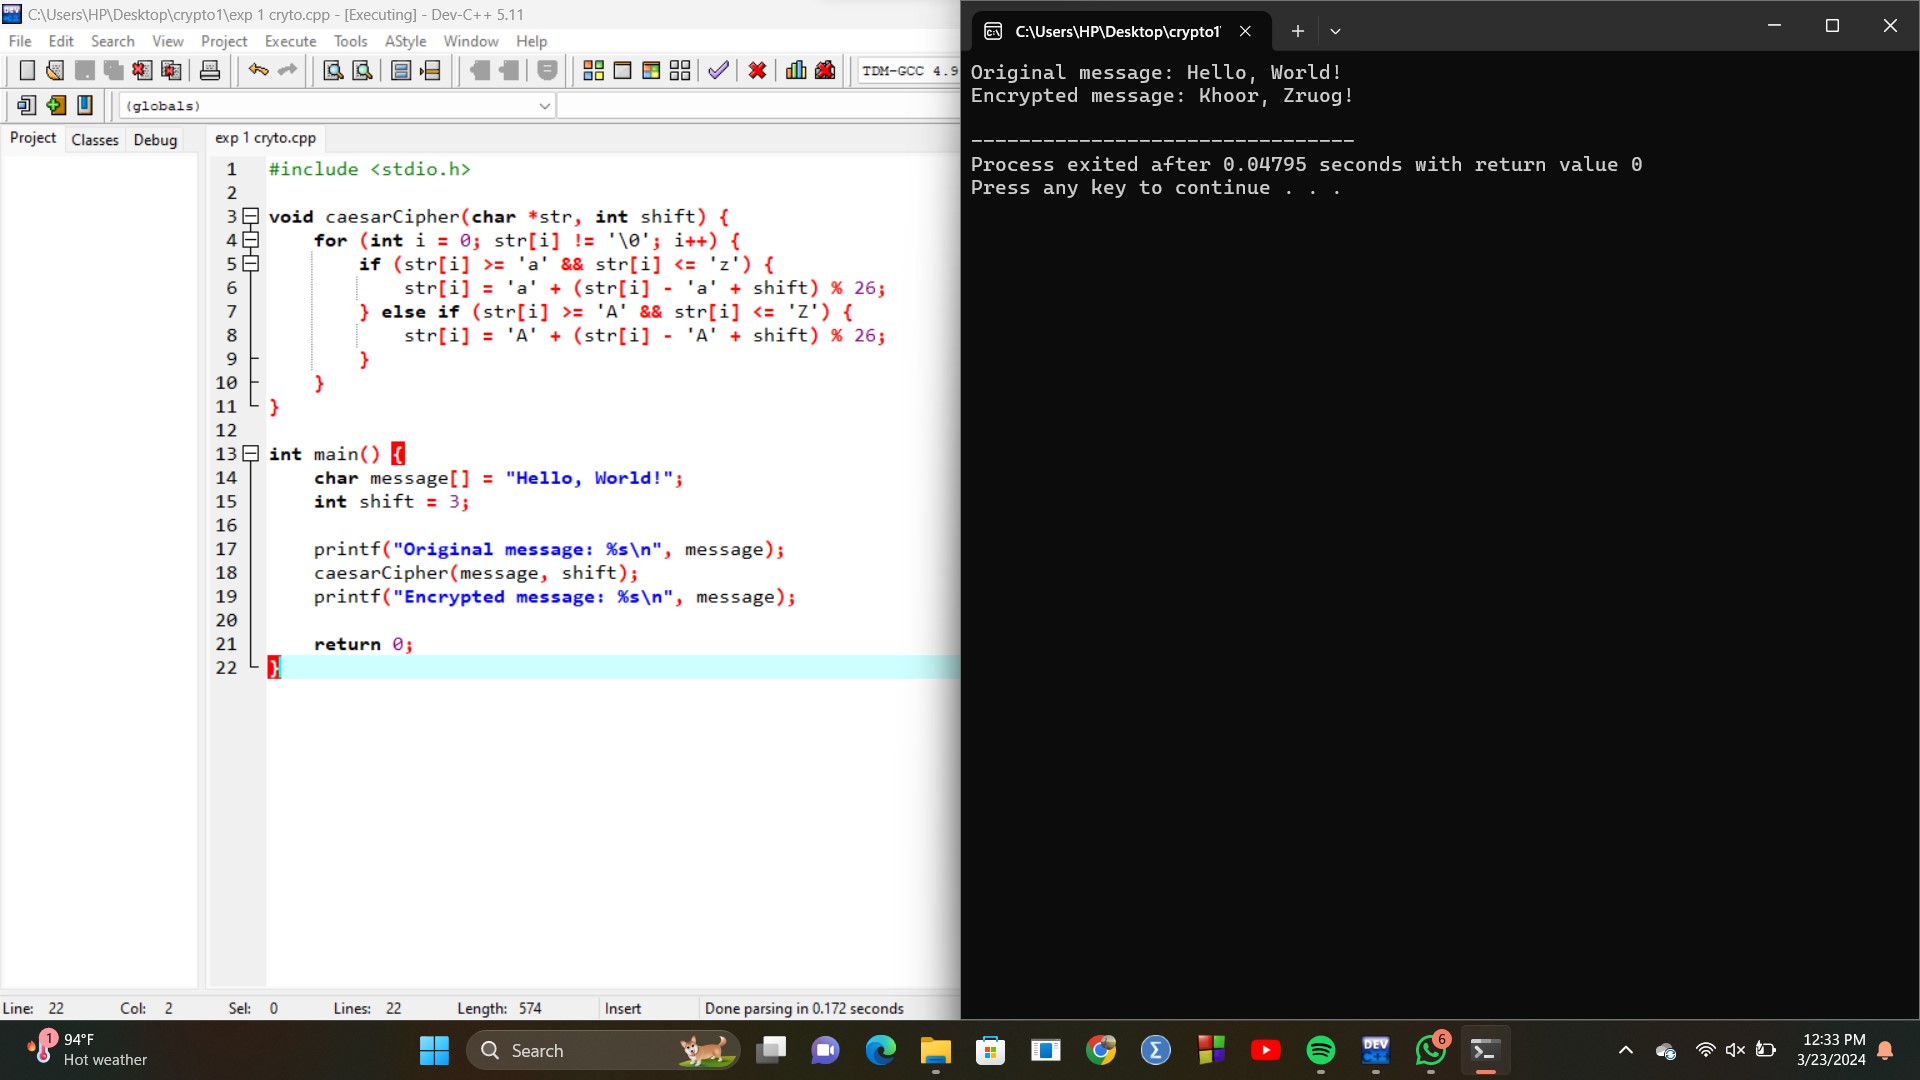 C:\Users\HP\Desktop\crypto1\exp 1 cryto.cpp - [Executing] - Dev-C++ 5.11
File Edit Search View Project Execute Tools AStyle Window Help
TDM-GCC 4.9
(globals)
Project Classes Debug
exp 1 cryto.cpp
1 #include <stdio.h>
2
3 void caesarCipher(char *str, int shift) {
4     for (int i = 0; str[i] != '\0'; i++) {
5         if (str[i] >= 'a' && str[i] <= 'z') {
6             str[i] = 'a' + (str[i] - 'a' + shift) % 26;
7         } else if (str[i] >= 'A' && str[i] <= 'Z') {
8             str[i] = 'A' + (str[i] - 'A' + shift) % 26;
9         }
10     }
11 }
12
13 int main() {
14     char message[] = "Hello, World!";
15     int shift = 3;
16
17     printf("Original message: %s\n", message);
18     caesarCipher(message, shift);
19     printf("Encrypted message: %s\n", message);
20
21     return 0;
22 }
Line: 22 Col: 2 Sel: 0 Lines: 22 Length: 574 Insert Done parsing in 0.172 seconds
C:\Users\HP\Desktop\crypto1
Original message: Hello, World!
Encrypted message: Khoor, Zruog!
--------------------------------
Process exited after 0.04795 seconds with return value 0
Press any key to continue . . .
1
94°F
Hot weather
Search
DEV
6
12:33 PM
3/23/2024